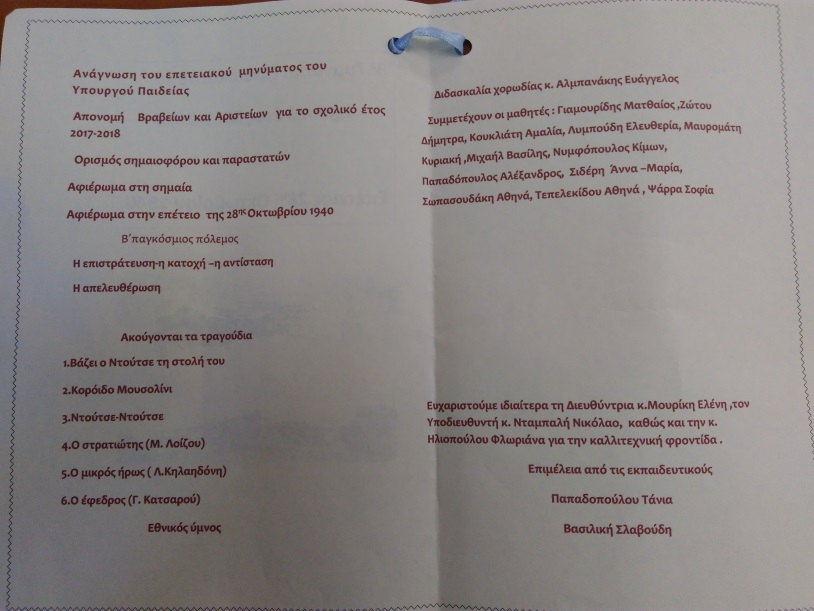 Ανάγνωση του επετειακού μηνύματος του
Υπουργού Παιδείας
Απονομή Βραβείων και Αριστείων για το σχολικό έτος
2017-2018
Ορισμός σημαιοφόρου και παραστατών
Αφιέρωμα στη σημαία
Αφιέρωμα στην επέτειο της 28ης Οκτωβρίου 1940
Β΄παγκόσμιος πόλεμος
Η επιστράτευση-η κατοχή –η αντίσταση
Η απελευθέρωση
Ακούγονται τα τραγούδια
1.Βάζει ο Ντούτσε τη στολή του
2.Κορόιδο Μουσολίνι
3.Ντούτσε-Ντούτσε
4.Ο στρατιώτης (Μ. Λοίζου)
5.Ο μικρός ήρως ( Λ.Κηλαηδόνη)
6.Ο έφεδρος (Γ. Κατσαρού)
Εθνικός ύμνος
Διδασκαλία χορωδίας κ. Αλμπανάκης Ευάγγελος
Συμμετέχουν οι μαθητές : Γιαμουρίδης Ματθαίος ,Ζώτου
Δήμητρα, Κουκλιάτη Αμαλία, Λυμπούδη Ελευθερία, Μαυρομάτη
Κυριακή ,Μιχαήλ Βασίλης, Νυμφόπουλος Κίμων,
Παπαδόπουλος Αλέξανδρος, Σιδέρη Άννα –Μαρία,
Σωπασουδάκη Αθηνά, Τεπελεκίδου Αθηνά , Ψάρρα Σοφία
Ευχαριστούμε ιδιαίτερα τη Διευθύντρια κ.Μουρίκη Ελένη ,τον
Υποδιευθυντή κ. Νταμπαλή Νικόλαο, καθώς και την κ.
Ηλιοπούλου Φλωριάνα για την καλλιτεχνική φροντίδα .
Επιμέλεια από τις εκπαιδευτικούς
Παπαδοπούλου Τάνια
Βασιλική Σλαβούδη